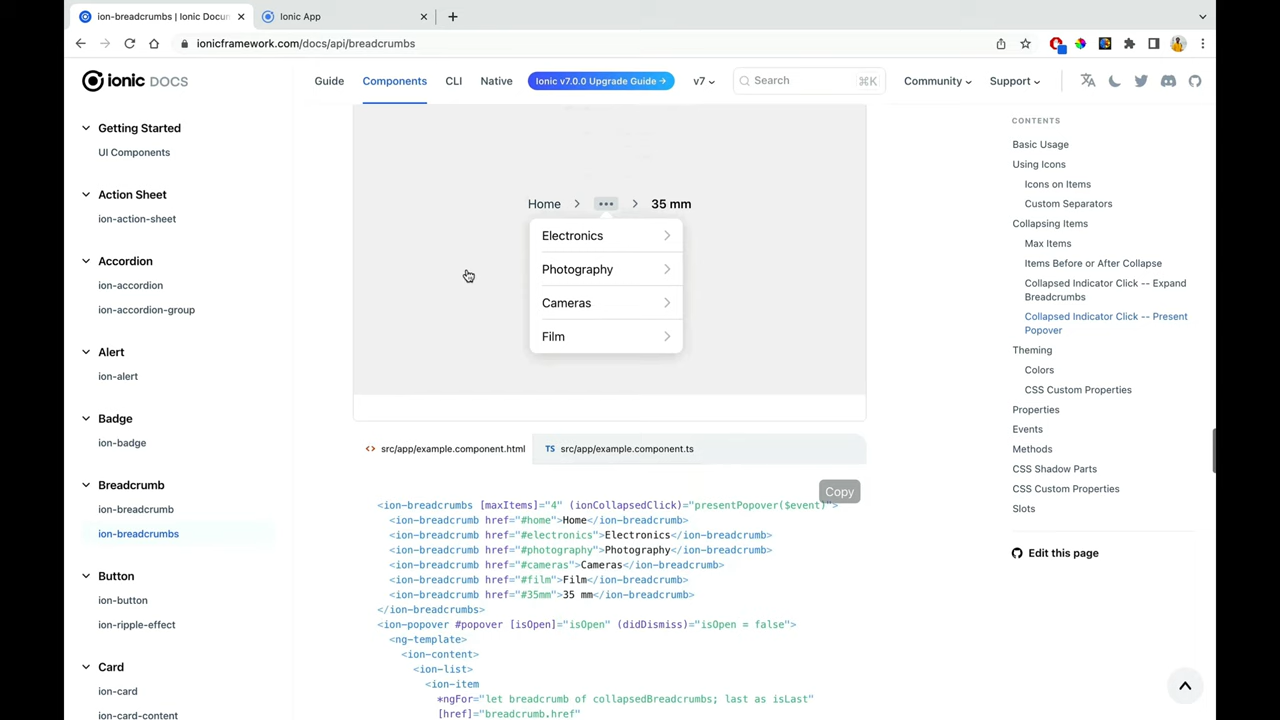 ion-breadcrumbs | Ionic Docun
Ionic App
ionicframework.com/docs/api/breadcrumbs
ionic DOCS
Guide
Components
CLI
Native
Ionic v7.0.0 Upgrade Guide →
v7
Search
⌘K
Community
Support
Getting Started
UI Components
Action Sheet
ion-action-sheet
Accordion
ion-accordion
ion-accordion-group
Alert
ion-alert
Badge
ion-badge
Breadcrumb
ion-breadcrumb
ion-breadcrumbs
Button
ion-button
ion-ripple-effect
Card
ion-card
ion-card-content
Home > ••• > 35 mm
Electronics
Photography
Cameras
Film
<> src/app/example.component.html
TS src/app/example.component.ts
Copy
<ion-breadcrumbs [maxItems]="4" (ionCollapsedClick)="presentPopover($event)">
<ion-breadcrumb href="#home">Home</ion-breadcrumb>
<ion-breadcrumb href="#electronics">Electronics</ion-breadcrumb>
<ion-breadcrumb href="#photography">Photography</ion-breadcrumb>
<ion-breadcrumb href="#cameras">Cameras</ion-breadcrumb>
<ion-breadcrumb href="#film">Film</ion-breadcrumb>
<ion-breadcrumb href="#35mm">35 mm</ion-breadcrumb>
</ion-breadcrumbs>
<ion-popover #popover [isOpen]="isOpen" (didDismiss)="isOpen = false">
<ng-template>
<ion-content>
<ion-list>
<ion-item
*ngFor="let breadcrumb of collapsedBreadcrumbs; last as isLast"
[href]="breadcrumb.href"
CONTENTS
Basic Usage
Using Icons
Icons on Items
Custom Separators
Collapsing Items
Max Items
Items Before or After Collapse
Collapsed Indicator Click -- Expand
Breadcrumbs
Collapsed Indicator Click -- Present
Popover
Theming
Colors
CSS Custom Properties
Properties
Events
Methods
CSS Shadow Parts
CSS Custom Properties
Slots
Edit this page